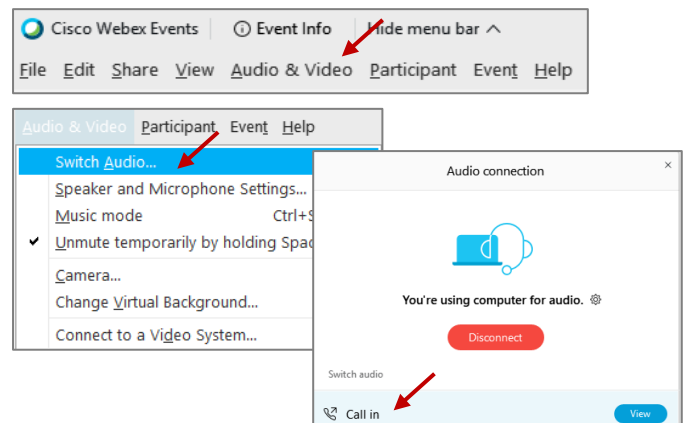 Cisco Webex Events Event Info Hide menu bar
File Edit Share View Audio & Video Participant Event Help
Audio & Video Participant Event Help
Switch Audio...
Speaker and Microphone Settings...
Music mode Ctrl+S
Unmute temporarily by holding Spac
Camera...
Change Virtual Background...
Connect to a Video System...
Audio connection
You're using computer for audio.
Disconnect
Switch audio
Call in View